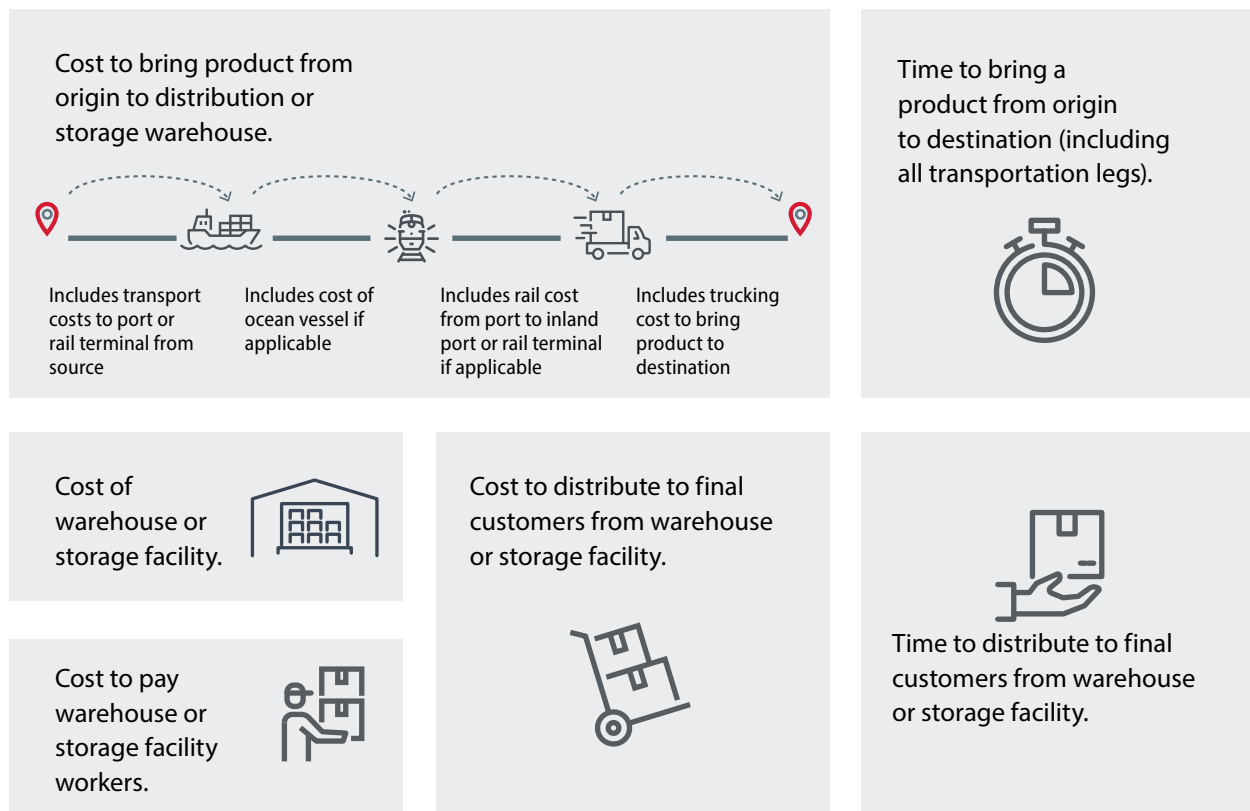 Cost to bring product from
origin to distribution or
storage warehouse.
Includes transport
costs to port or
rail terminal from
source
Includes cost of
ocean vessel if
applicable
Includes rail cost
from port to inland
port or rail terminal
if applicable
Includes trucking
cost to bring
product to
destination
Time to bring a
product from origin
to destination (including
all transportation legs).
Cost of
warehouse or
storage facility.
Cost to pay
warehouse or
storage facility
workers.
Cost to distribute to final
customers from warehouse
or storage facility.
Time to distribute to final
customers from warehouse
or storage facility.